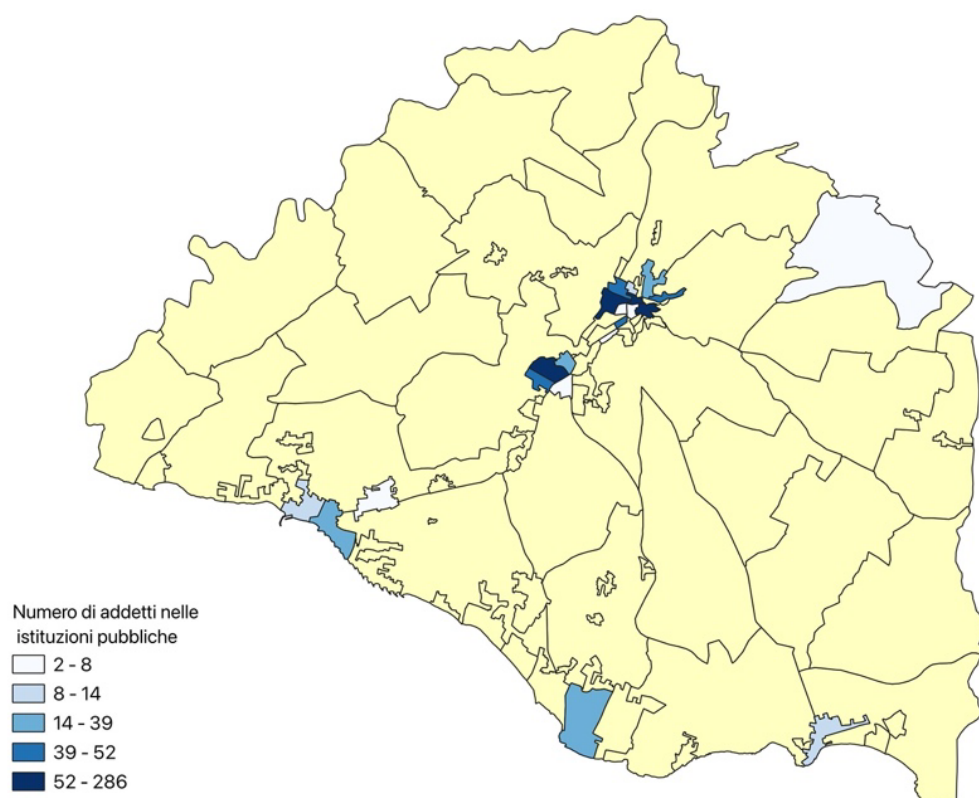 Numero di addetti nelle
istituzioni pubbliche
2 - 8
8 - 14
14 - 39
39 - 52
52 - 286